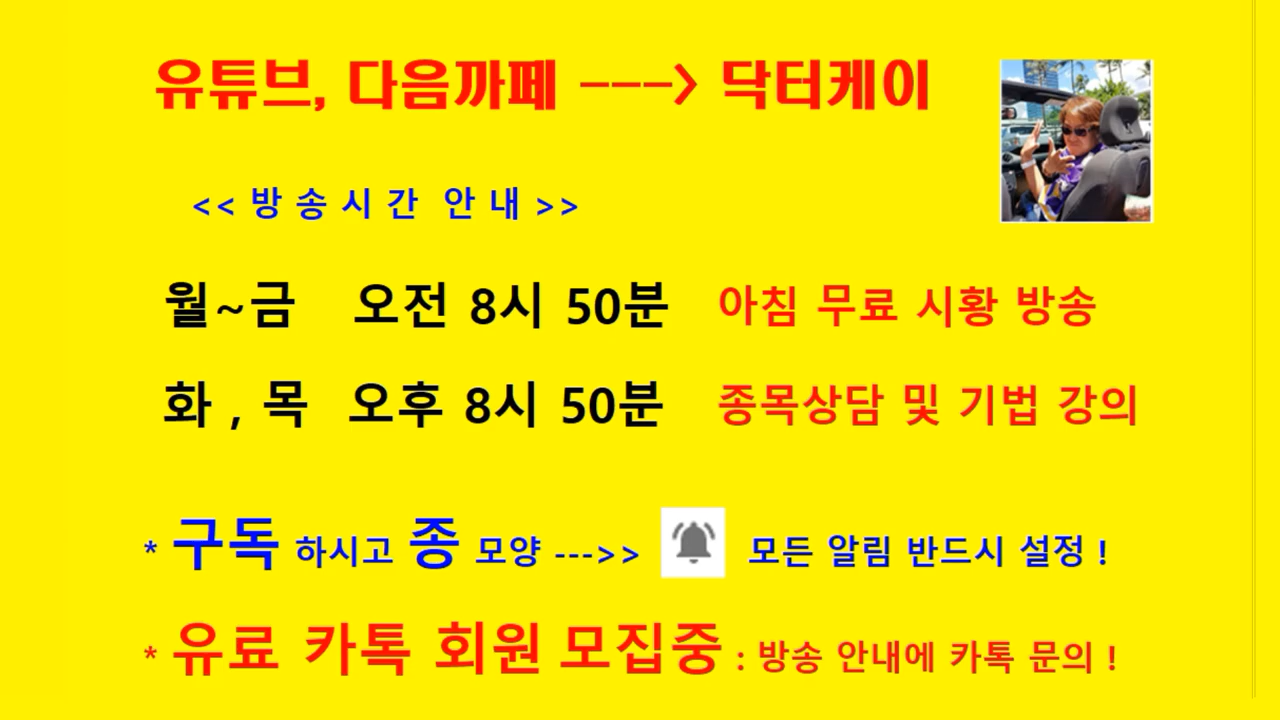 유튜브, 다음까페 ---> 닥터케이
<< 방 송 시 간 안 내 >>
월~금 오전 8시 50분 아침 무료 시황 방송
화 , 목 오후 8시 50분 종목상담 및 기법 강의
* 구독 하시고 종 모양 --->> 모든 알림 반드시 설정 !
* 유료 카톡 회원 모집중 : 방송 안내에 카톡 문의 !